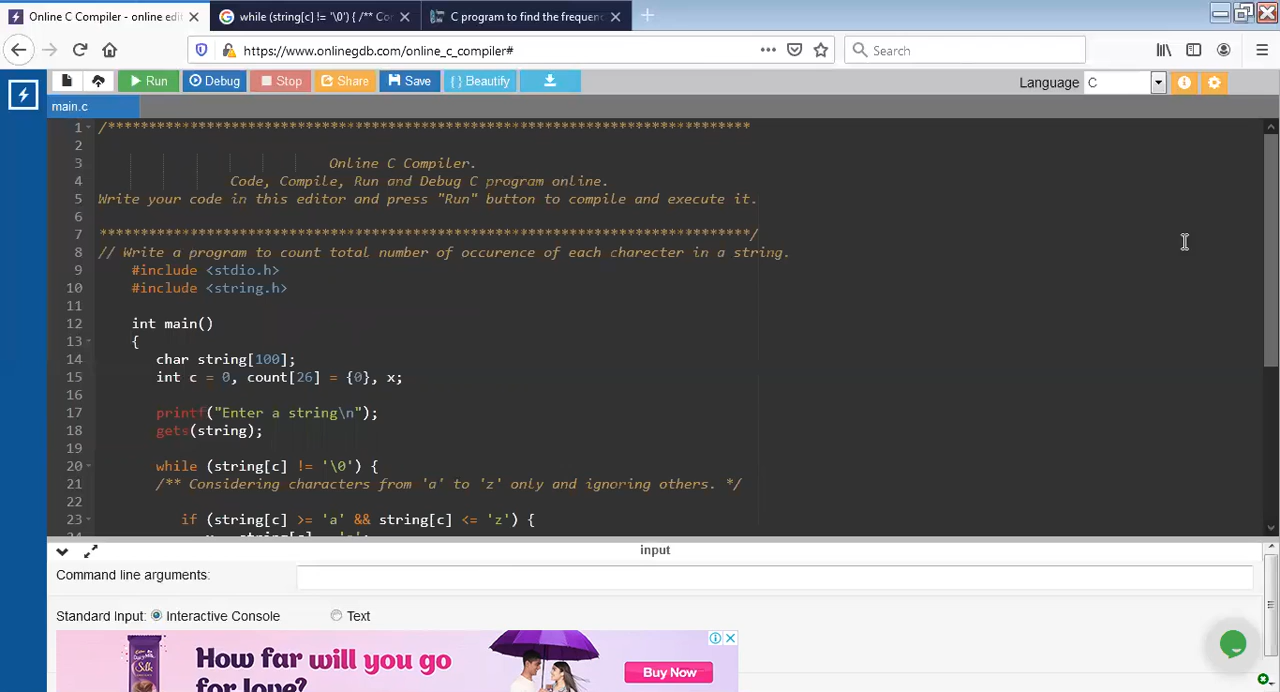 Online C Compiler - online edit
while (string[c] != '\0') { /** Co
C program to find the frequen
https://www.onlinegdb.com/online_c_compiler#
Search
Run
Debug
Stop
Share
Save
{ } Beautify
Language
C
main.c
1 /******************************************************************************
2
3 Online C Compiler.
4 Code, Compile, Run and Debug C program online.
5 Write your code in this editor and press "Run" button to compile and execute it.
6
7 *******************************************************************************/
8 // Write a program to count total number of occurence of each charecter in a string.
9 #include <stdio.h>
10 #include <string.h>
11
12 int main()
13 {
14 char string[100];
15 int c = 0, count[26] = {0}, x;
16
17 printf("Enter a string\n");
18 gets(string);
19
20 while (string[c] != '\0') {
21 /** Considering characters from 'a' to 'z' only and ignoring others. */
22
23 if (string[c] >= 'a' && string[c] <= 'z') {
input
Command line arguments:
Standard Input: Interactive Console Text
How far will you go
for love?
Buy Now
Silk